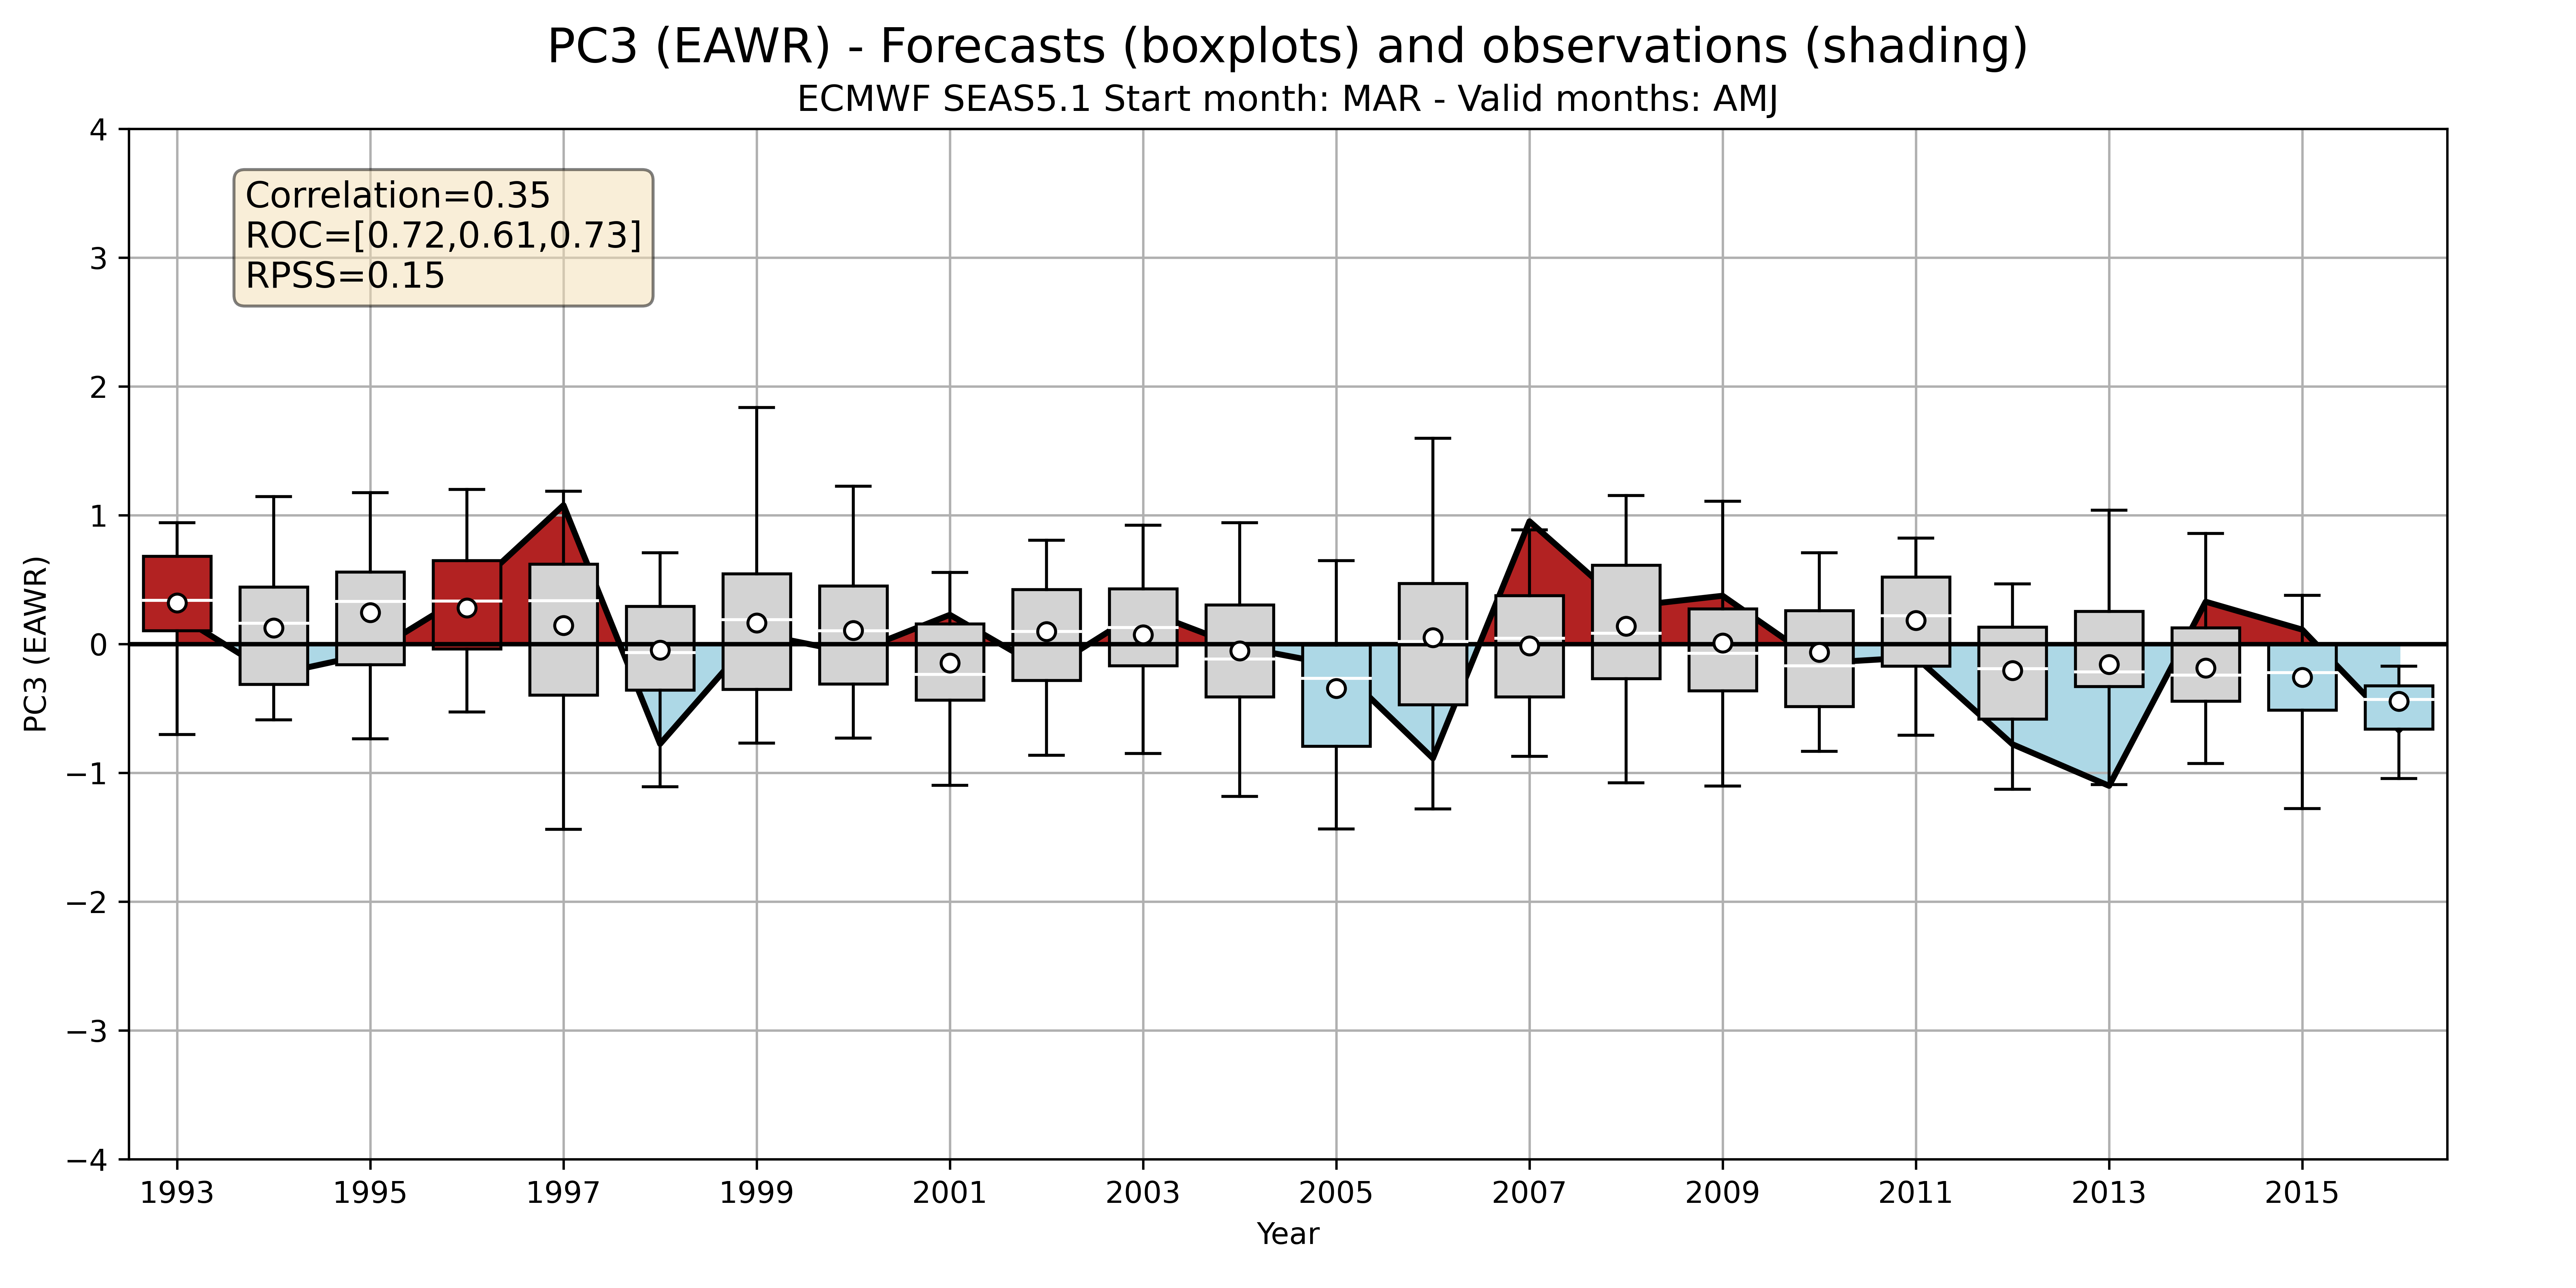 PC3 (EAWR) - Forecasts (boxplots) and observations (shading)
ECMWF SEAS5.1 Start month: MAR - Valid months: AMJ
Correlation=0.35
ROC=[0.72,0.61,0.73]
RPSS=0.15
PC3 (EAWR)
4
3
2
1
0
−1
−2
−3
−4
1993 1995 1997 1999 2001 2003 2005 2007 2009 2011 2013 2015
Year